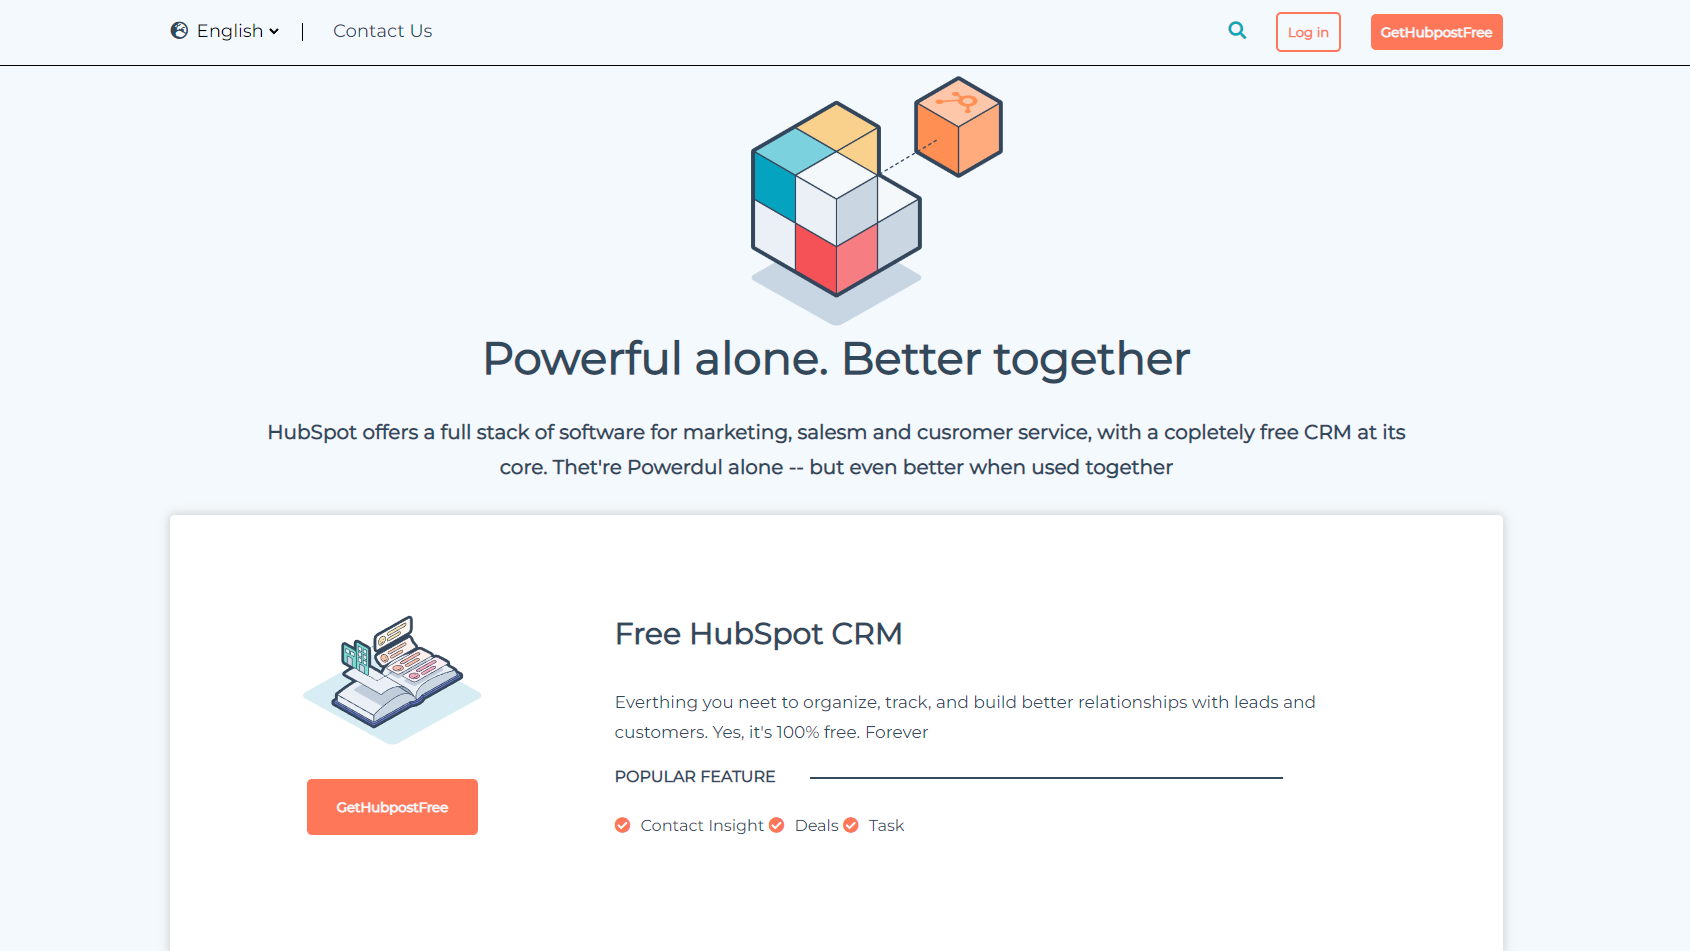 English
Contact Us
Log in
GetHubpostFree
Powerful alone. Better together
HubSpot offers a full stack of software for marketing, salesm and cusromer service, with a copletely free CRM at its
core. Thet're Powerdul alone -- but even better when used together
Free HubSpot CRM
Everthing you neet to organize, track, and build better relationships with leads and
customers. Yes, it's 100% free. Forever
POPULAR FEATURE
GetHubpostFree
Contact Insight Deals Task